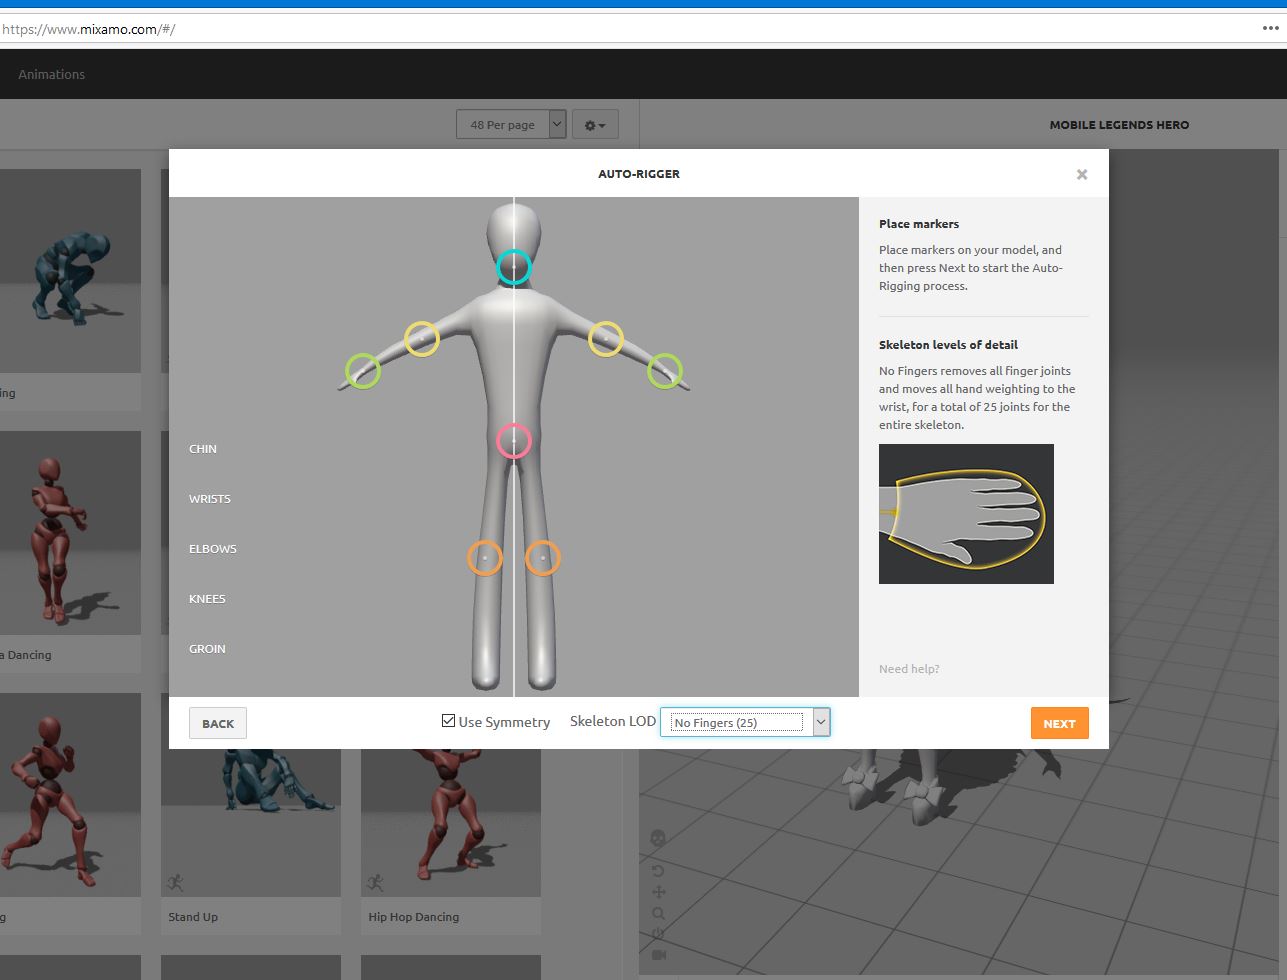 https://www.mixamo.com/#/
Animations
48 Per page
MOBILE LEGENDS HERO
AUTO-RIGGER
Place markers
Place markers on your model, and
then press Next to start the Auto-
Rigging process.
Skeleton levels of detail
No Fingers removes all finger joints
and moves all hand weighting to the
wrist, for a total of 25 joints for the
entire skeleton.
CHIN
WRISTS
ELBOWS
KNEES
GROIN
Need help?
BACK
Use Symmetry
Skeleton LOD
No Fingers (25)
NEXT
ing
a Dancing
g
Stand Up
Hip Hop Dancing